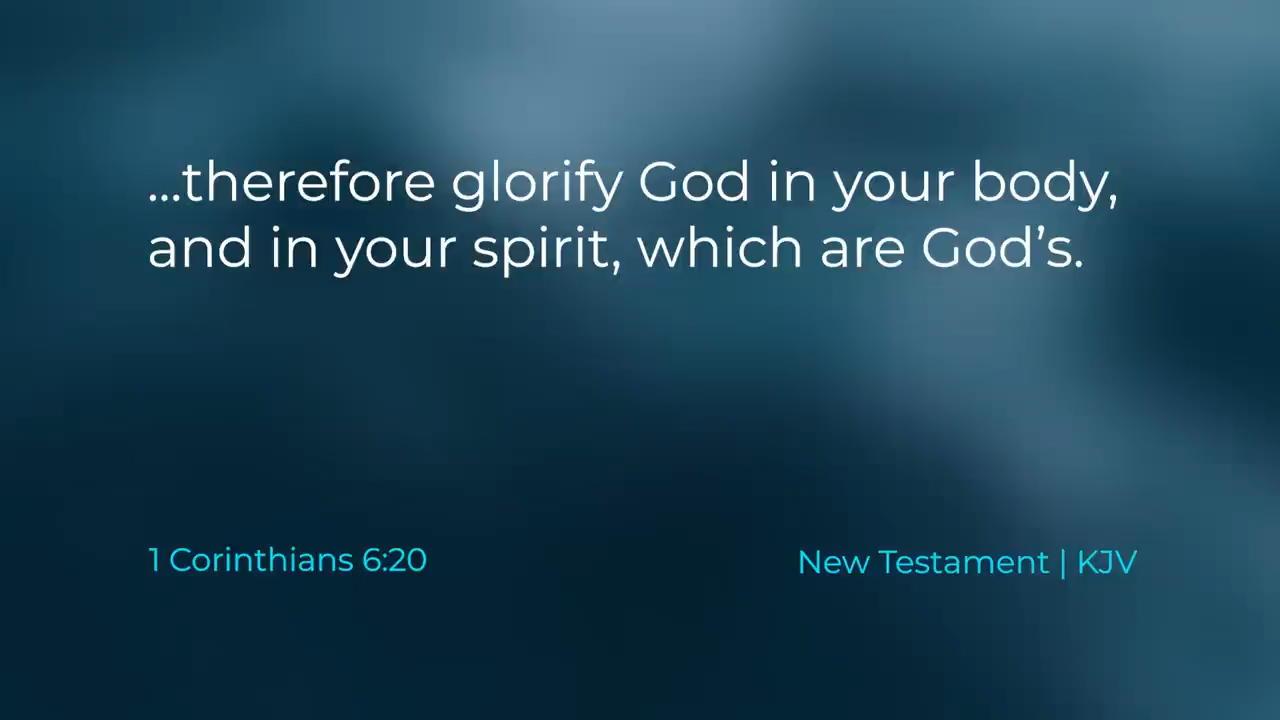 ...therefore glorify God in your body,
and in your spirit, which are God’s.
1 Corinthians 6:20
New Testament | KJV